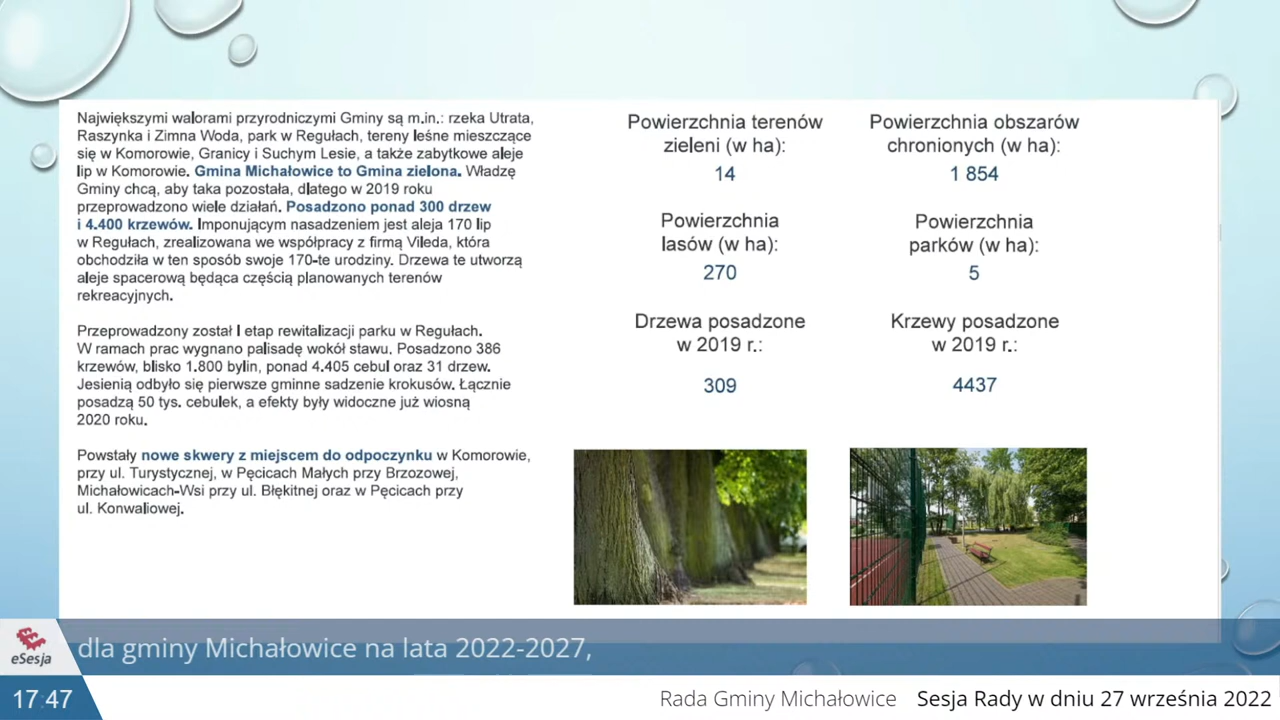 Największymi walorami przyrodniczymi Gminy są m.in.: rzeka Utrata,
Raszynka i Zimna Woda, park w Regułach, tereny leśne mieszczące
się w Komorowie, Granicy i Suchym Lesie, a także zabytkowe aleje
lip w Komorowie. Gmina Michałowice to Gmina zielona. Władzę
Gminy chcą, aby taka pozostała, dlatego w 2019 roku
przeprowadzono wiele działań. Posadzono ponad 300 drzew
i 4.400 krzewów. Imponującym nasadzeniem jest aleja 170 lip
w Regułach, zrealizowana we współpracy z firmą Vileda, która
obchodziła w ten sposób swoje 170-te urodziny. Drzewa te utworzą
aleje spacerową będąca częścią planowanych terenów
rekreacyjnych.
Przeprowadzony został I etap rewitalizacji parku w Regułach.
W ramach prac wygnano palisadę wokół stawu. Posadzono 386
krzewów, blisko 1.800 bylin, ponad 4.405 cebul oraz 31 drzew.
Jesienią odbyło się pierwsze gminne sadzenie krokusów. Łącznie
posadzą 50 tys. cebulek, a efekty były widoczne już wiosną
2020 roku.
Powstały nowe skwery z miejscem do odpoczynku w Komorowie,
przy ul. Turystycznej, w Pęcicach Małych przy Brzozowej,
Michałowicach-Wsi przy ul. Błękitnej oraz w Pęcicach przy
ul. Konwaliowej.
Powierzchnia terenów
zieleni (w ha):
14
Powierzchnia obszarów
chronionych (w ha):
1 854
Powierzchnia
lasów (w ha):
270
Powierzchnia
parków (w ha):
5
Drzewa posadzone
w 2019 r.:
309
Krzewy posadzone
w 2019 r.:
4437
dla gminy Michałowice na lata 2022-2027,
eSesja
17:47
Rada Gminy Michałowice Sesja Rady w dniu 27 września 2022